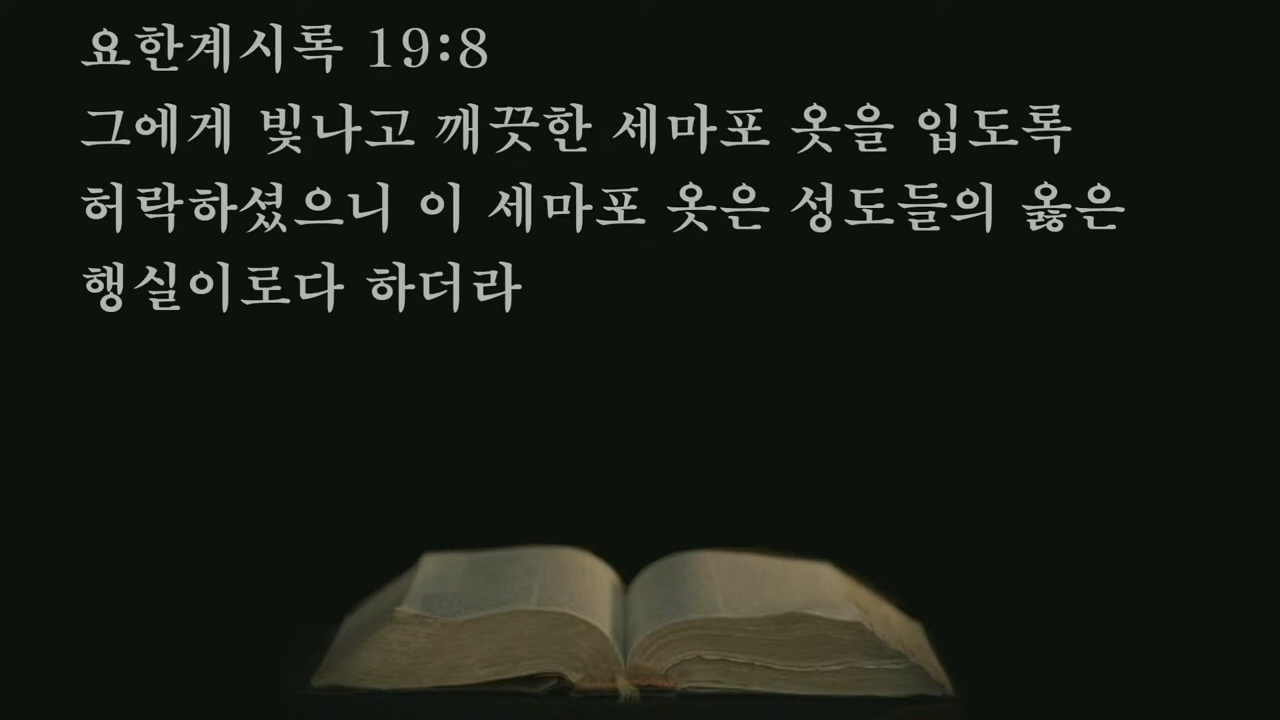 요한계시록 19:8
그에게 빛나고 깨끗한 세마포 옷을 입도록
허락하셨으니 이 세마포 옷은 성도들의 옳은
행실이로다 하더라